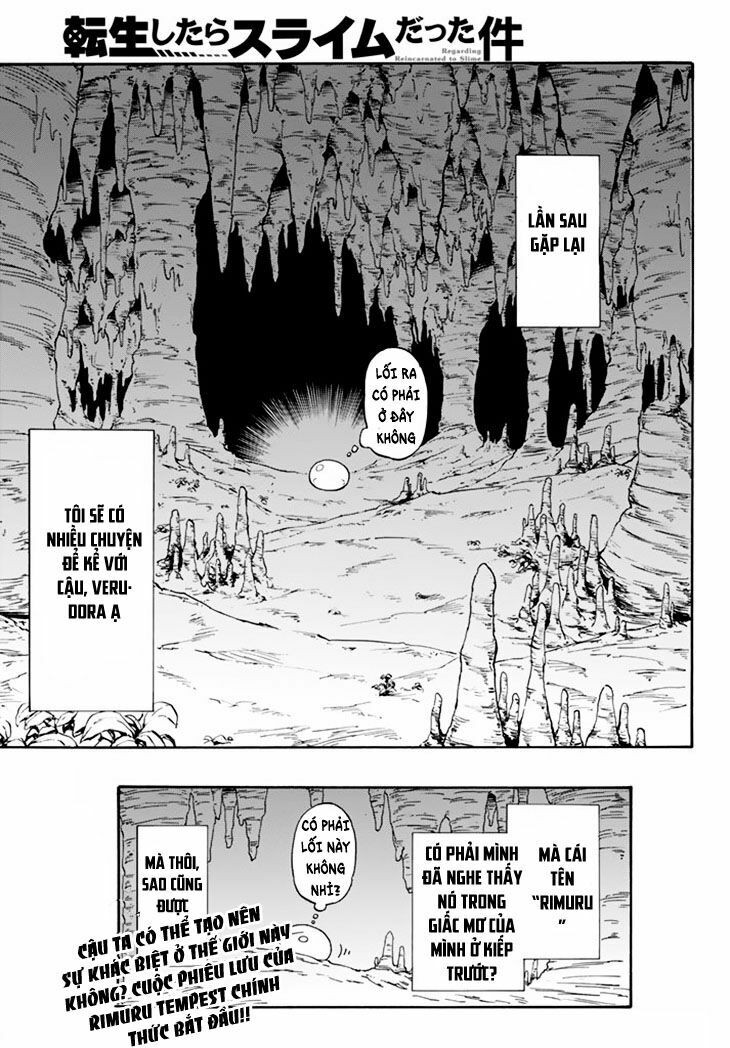 転生したらスライムだった件
Regarding
Reincarnated to Slime
LẦN SAU
GẶP LẠI
LỐI RA
CÓ PHẢI
Ở ĐÂY
KHÔNG
TÔI SẼ CÓ
NHIỀU CHUYỆN
ĐỂ KỂ VỚI
CẬU, VERU-
DORA Ạ
MÀ CÁI
TÊN
“RIMURU
”
CÓ PHẢI MÌNH
ĐÃ NGHE THẤY
NÓ TRONG
GIẤC MƠ CỦA
MÌNH Ở KIẾP
TRƯỚC?
CÓ PHẢI
LỐI NÀY
KHÔNG
NHỈ?
MÀ THÔI,
SAO CŨNG
ĐƯỢC
CẬU TA CÓ THỂ TẠO NÊN
SỰ KHÁC BIỆT Ở THẾ GIỚI NÀY
KHÔNG? CUỘC PHIÊU LƯU CỦA
RIMURU TEMPEST CHÍNH
THỨC BẮT ĐẦU!!